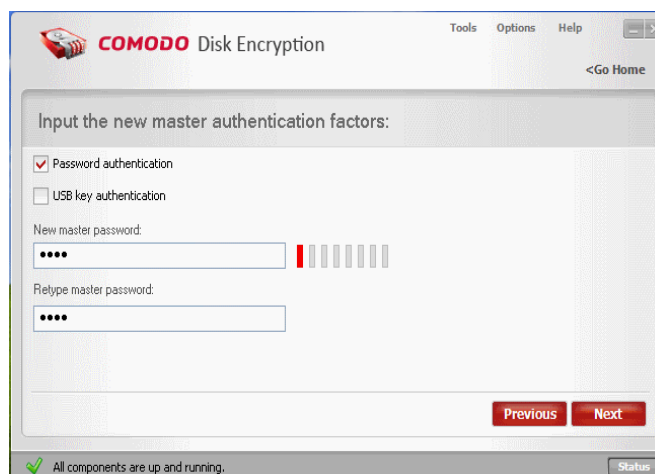 COMODO Disk Encryption
Tools Options Help
<Go Home
Input the new master authentication factors:
Password authentication
USB key authentication
New master password:
••••
Retype master password:
••••
Previous Next
All components are up and running.
Status